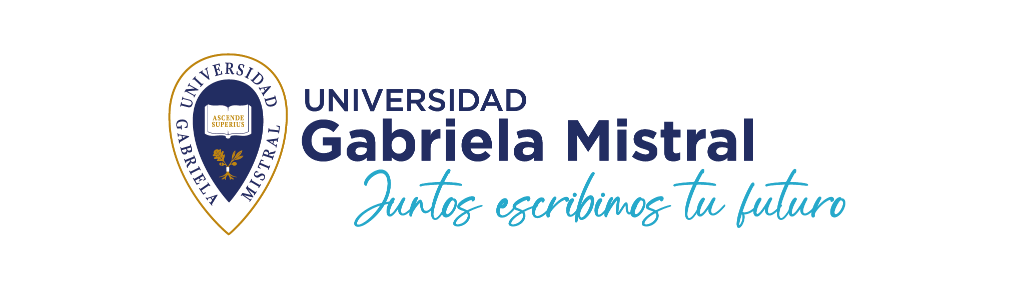 UNIVERSIDAD
GABRIELA MISTRAL
ASCENDE
SUPERIUS
UNIVERSIDAD
Gabriela Mistral
Juntos escribimos tu futuro